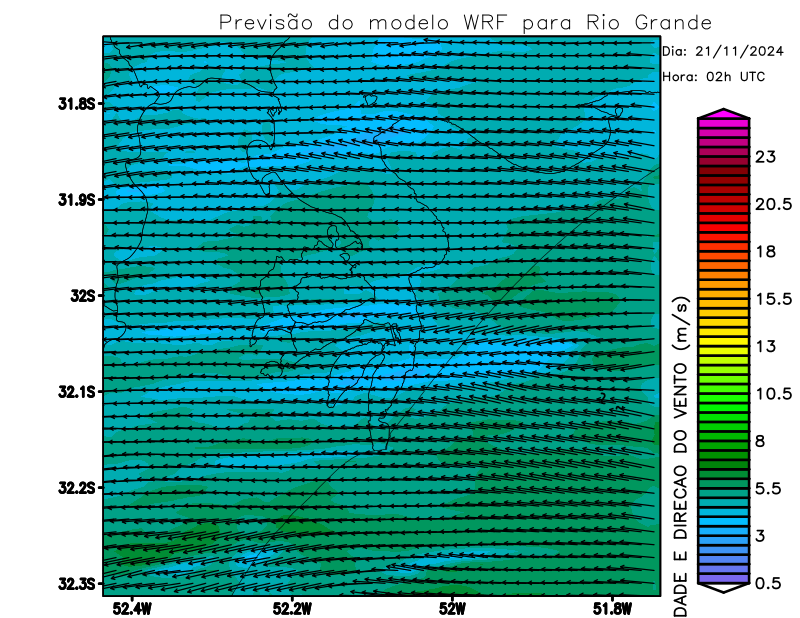 Previsão do modelo WRF para Rio Grande
Dia: 21/11/2024
Hora: 02h UTC
31.8S
31.9S
32S
32.1S
32.2S
32.3S
52.4W
52.2W
52W
51.8W
DADE E DIRECAO DO VENTO (m/s)
23
20.5
18
15.5
13
10.5
8
5.5
3
0.5